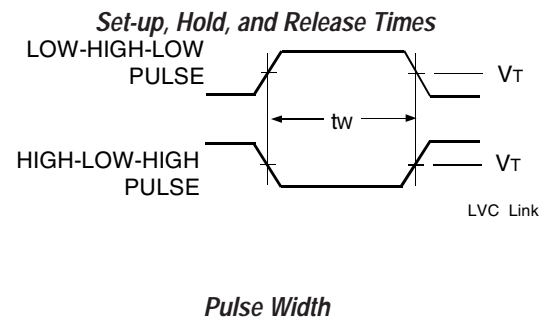 Set-up, Hold, and Release Times
LOW-HIGH-LOW
PULSE
VT
tw
HIGH-LOW-HIGH
PULSE
VT
LVC Link
Pulse Width